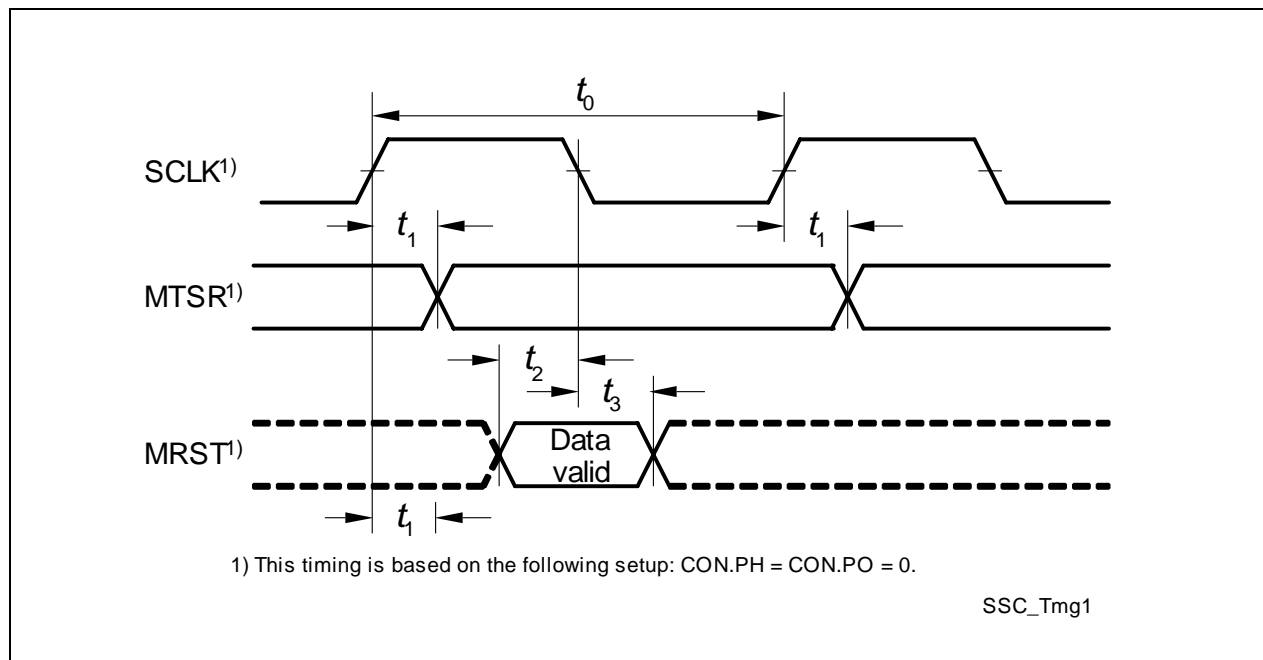 t0
SCLK1)
t1
t1
MTSR1)
t2
t3
MRST1)
Data
valid
t1
1) This timing is based on the following setup: CON.PH = CON.PO = 0.
SSC_Tmg1